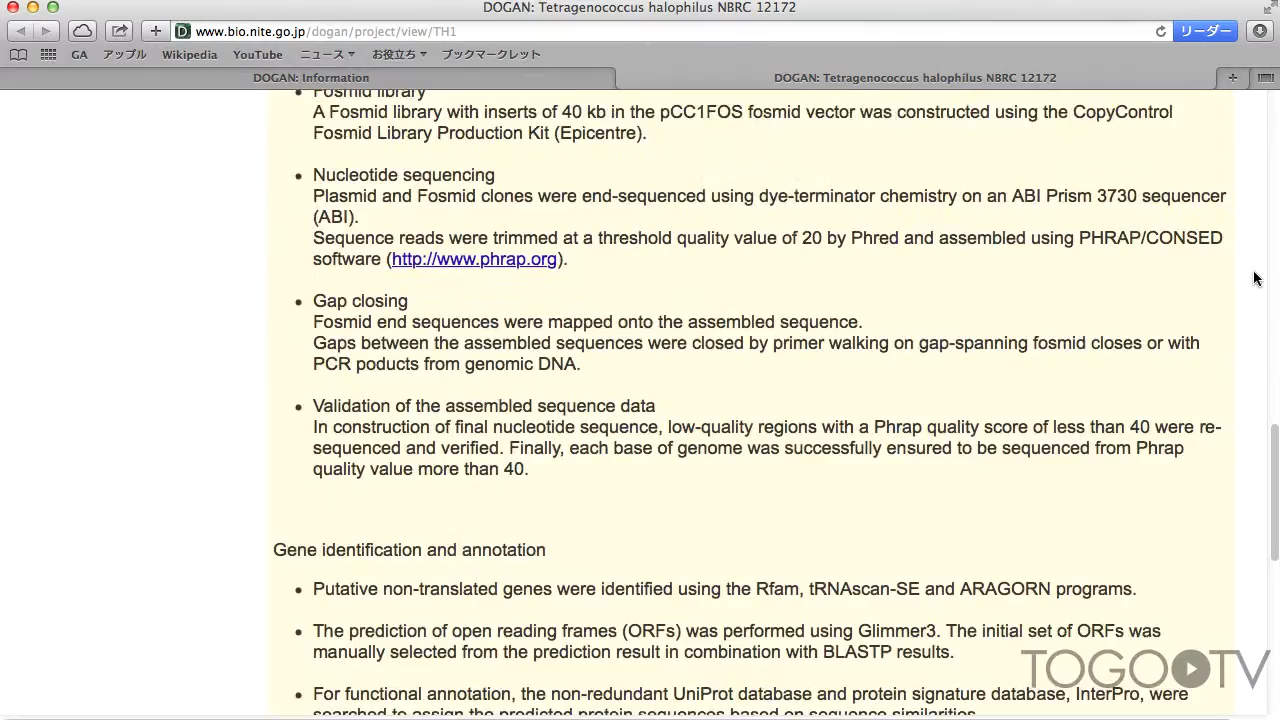 DOGAN: Tetragenococcus halophilus NBRC 12172
www.bio.nite.go.jp/dogan/project/view/TH1
リーダー
GA アップル Wikipedia YouTube ニュース お役立ち ブックマークレット
DOGAN: Information
DOGAN: Tetragenococcus halophilus NBRC 12172
Fosmid library
A Fosmid library with inserts of 40 kb in the pCC1FOS fosmid vector was constructed using the CopyControl
Fosmid Library Production Kit (Epicentre).
Nucleotide sequencing
Plasmid and Fosmid clones were end-sequenced using dye-terminator chemistry on an ABI Prism 3730 sequencer
(ABI).
Sequence reads were trimmed at a threshold quality value of 20 by Phred and assembled using PHRAP/CONSED
software (http://www.phrap.org).
Gap closing
Fosmid end sequences were mapped onto the assembled sequence.
Gaps between the assembled sequences were closed by primer walking on gap-spanning fosmid closes or with
PCR poducts from genomic DNA.
Validation of the assembled sequence data
In construction of final nucleotide sequence, low-quality regions with a Phrap quality score of less than 40 were re-
sequenced and verified. Finally, each base of genome was successfully ensured to be sequenced from Phrap
quality value more than 40.
Gene identification and annotation
Putative non-translated genes were identified using the Rfam, tRNAscan-SE and ARAGORN programs.
The prediction of open reading frames (ORFs) was performed using Glimmer3. The initial set of ORFs was
manually selected from the prediction result in combination with BLASTP results.
For functional annotation, the non-redundant UniProt database and protein signature database, InterPro, were
searched to assign the predicted protein sequences based on sequence similarities.
TOGO TV